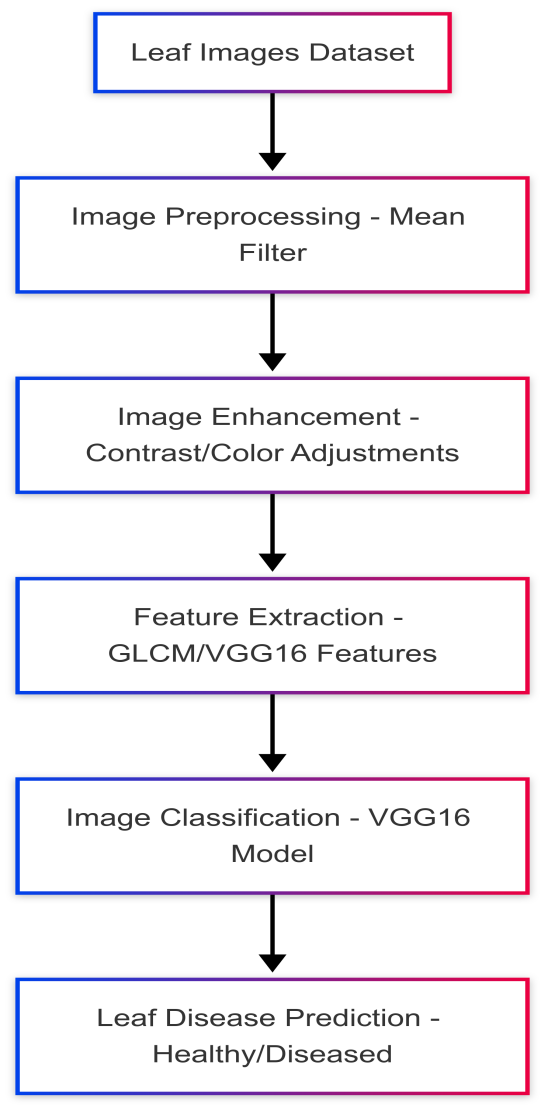 Leaf Images Dataset
Image Preprocessing - Mean
Filter
Image Enhancement -
Contrast/Color Adjustments
Feature Extraction -
GLCM/VGG16 Features
Image Classification - VGG16
Model
Leaf Disease Prediction -
Healthy/Diseased